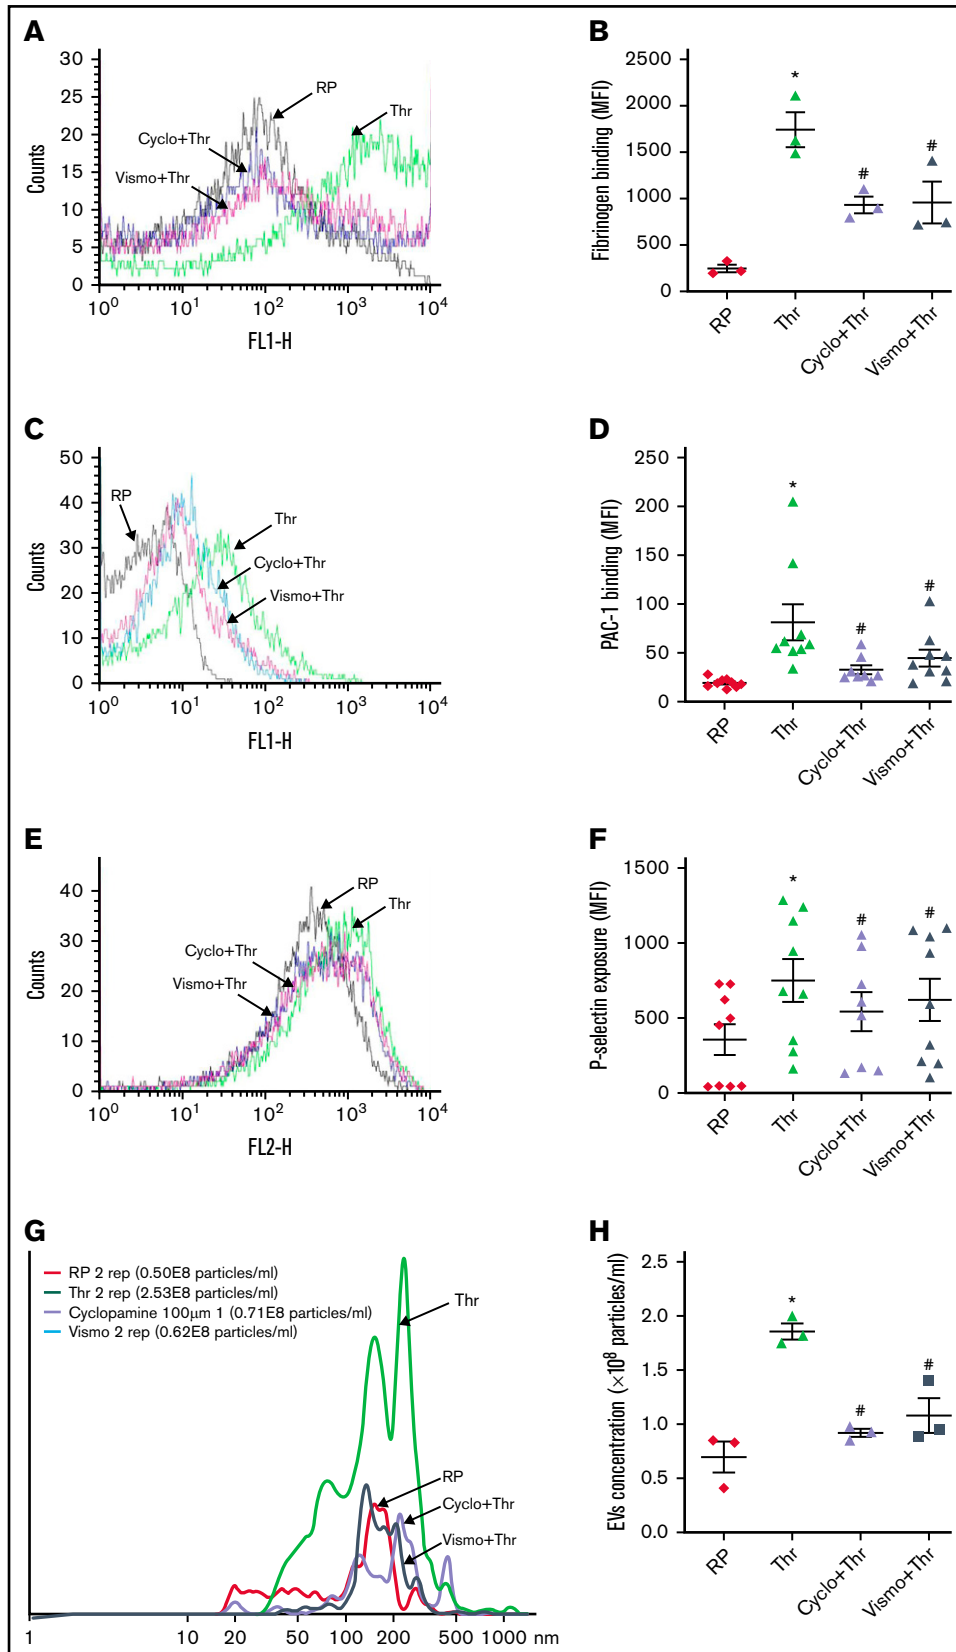 A
30
25
20
15
10
5
0
Counts
RP
Thr
Cyclo+Thr
Vismo+Thr
10⁰ 10¹ 10² 10³ 10⁴
FL1-H
B
2500
2000
1500
1000
500
0
Fibrinogen binding (MFI)
*
#
#
RP Thr Cyclo+Thr Vismo+Thr
C
50
40
30
20
10
0
Counts
RP
Thr
Cyclo+Thr
Vismo+Thr
10⁰ 10¹ 10² 10³ 10⁴
FL1-H
D
250
200
150
100
50
0
PAC-1 binding (MFI)
*
#
#
RP Thr Cyclo+Thr Vismo+Thr
E
40
30
20
10
0
Counts
RP
Thr
Cyclo+Thr
Vismo+Thr
10⁰ 10¹ 10² 10³ 10⁴
FL2-H
F
1500
1000
500
0
P-selectin exposure (MFI)
*
#
#
RP Thr Cyclo+Thr Vismo+Thr
G
RP 2 rep (0.50E8 particles/ml)
Thr 2 rep (2.53E8 particles/ml)
Cyclopamine 100µm 1 (0.71E8 particles/ml)
Vismo 2 rep (0.62E8 particles/ml)
Thr
RP
Cyclo+Thr
Vismo+Thr
1 10 20 50 100 200 500 1000 nm
H
2.5
2.0
1.5
1.0
0.5
0.0
EVs concentration (×10⁸ particles/ml)
*
#
#
RP Thr Cyclo+Thr Vismo+Thr